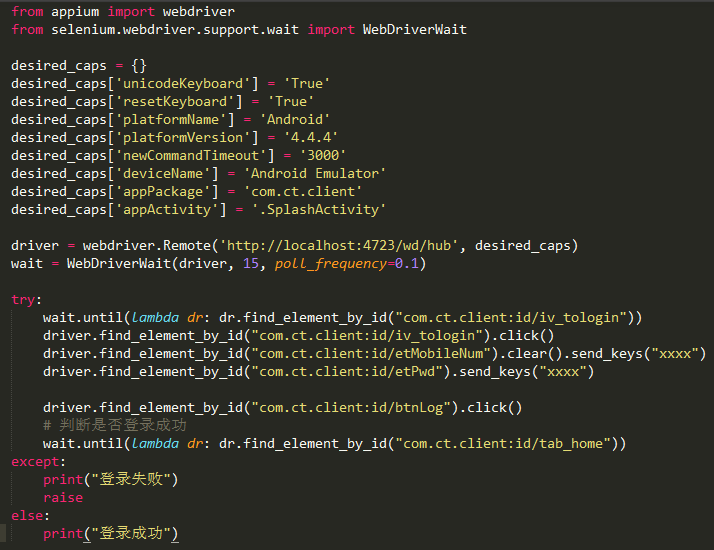 from appium import webdriver
from selenium.webdriver.support.wait import WebDriverWait
desired_caps = {}
desired_caps['unicodeKeyboard'] = 'True'
desired_caps['resetKeyboard'] = 'True'
desired_caps['platformName'] = 'Android'
desired_caps['platformVersion'] = '4.4.4'
desired_caps['newCommandTimeout'] = '3000'
desired_caps['deviceName'] = 'Android Emulator'
desired_caps['appPackage'] = 'com.ct.client'
desired_caps['appActivity'] = '.SplashActivity'
driver = webdriver.Remote('http://localhost:4723/wd/hub', desired_caps)
wait = WebDriverWait(driver, 15, poll_frequency=0.1)
try:
    wait.until(lambda dr: dr.find_element_by_id("com.ct.client:id/iv_tologin"))
    driver.find_element_by_id("com.ct.client:id/iv_tologin").click()
    driver.find_element_by_id("com.ct.client:id/etMobileNum").clear().send_keys("xxxx")
    driver.find_element_by_id("com.ct.client:id/etPwd").send_keys("xxxx")
    driver.find_element_by_id("com.ct.client:id/btnLog").click()
    # 判断是否登录成功
    wait.until(lambda dr: dr.find_element_by_id("com.ct.client:id/tab_home"))
except:
    print("登录失败")
    raise
else:
    print("登录成功")